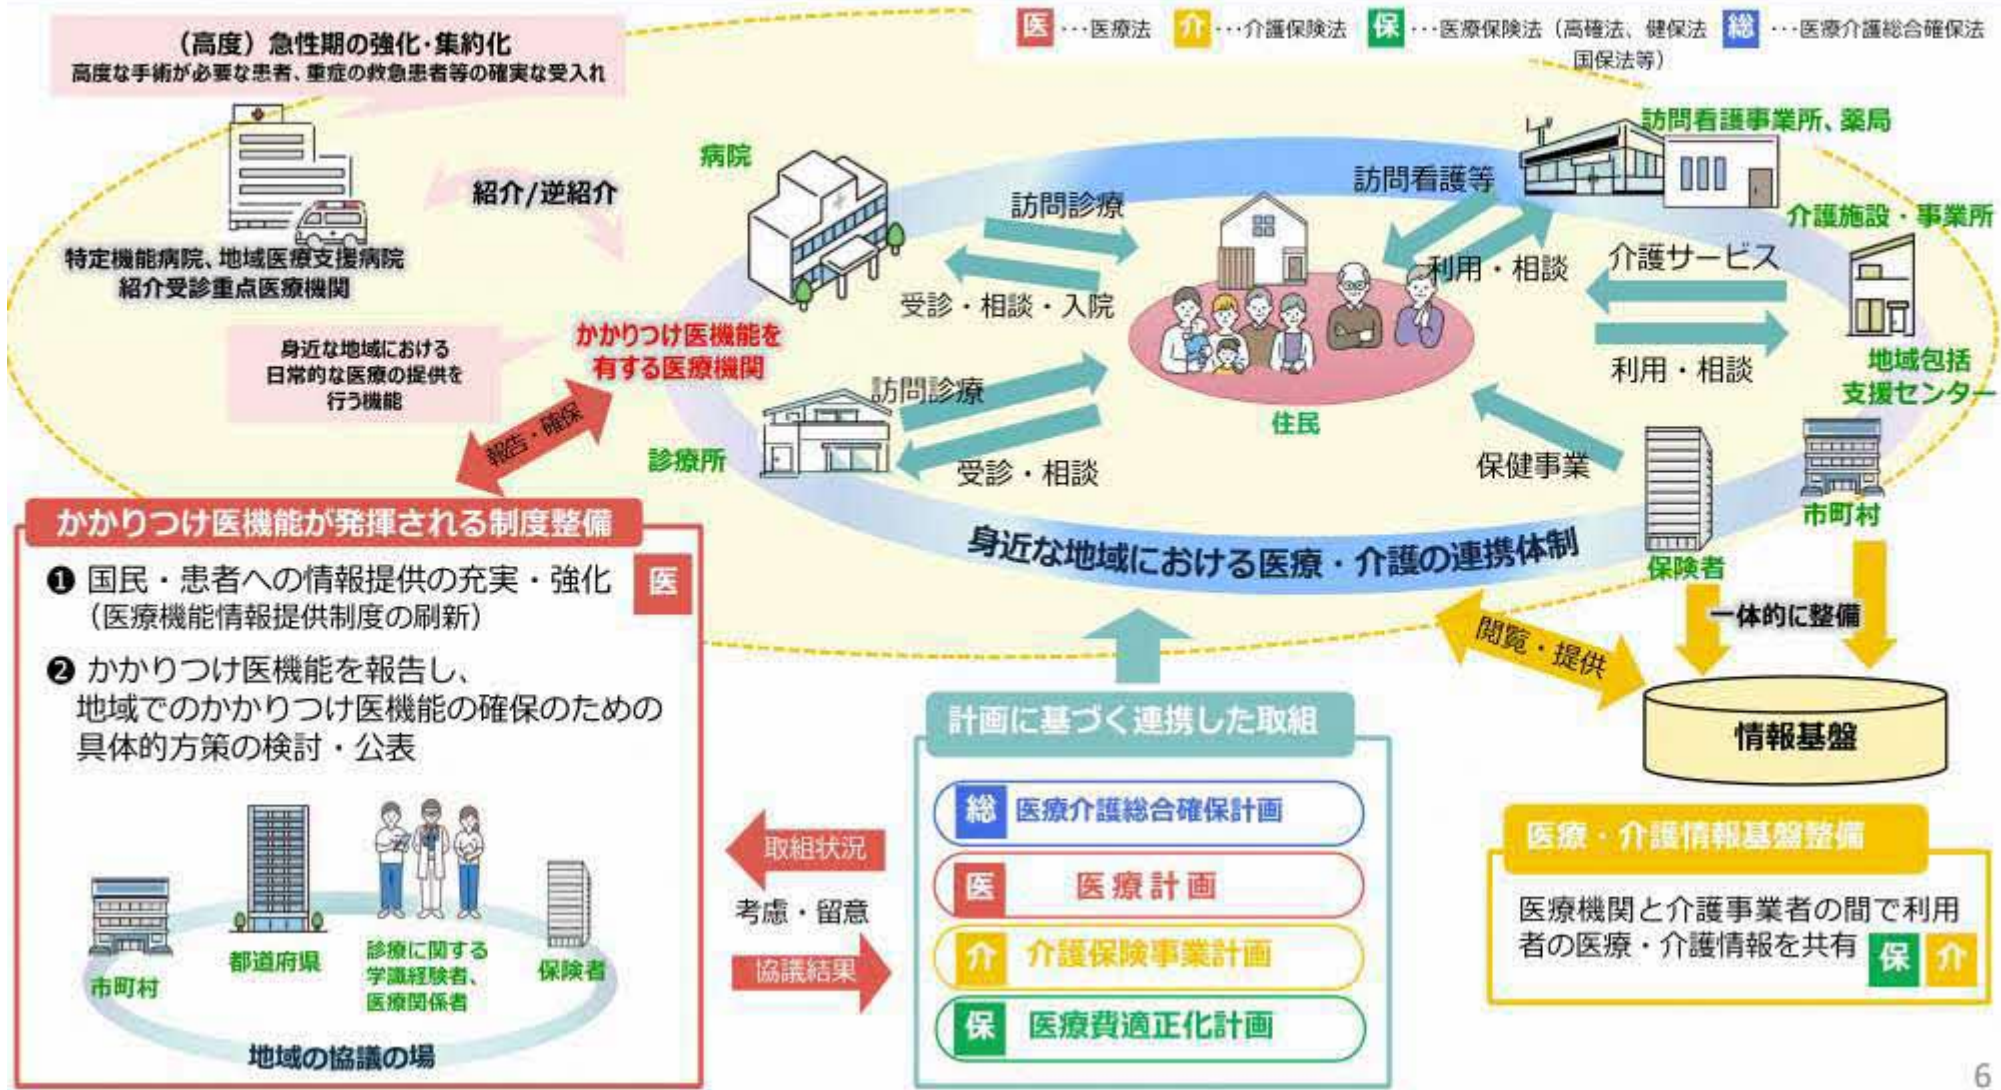 （高度）急性期の強化・集約化
高度な手術が必要な患者、重症の救急患者等の確実な受入れ
医 ･･･医療法 介 ･･･介護保険法 保 ･･･医療保険法（高確法、健保法 総 ･･･医療介護総合確保法
国保法等）
訪問看護事業所、薬局
病院
紹介/逆紹介
訪問診療
訪問看護等
介護施設・事業所
特定機能病院、地域医療支援病院
紹介受診重点医療機関
利用・相談
介護サービス
受診・相談・入院
かかりつけ医機能を
有する医療機関
身近な地域における
日常的な医療の提供を
行う機能
利用・相談
地域包括
支援センター
訪問診療
住民
報告・確保
診療所
受診・相談
保健事業
市町村
身近な地域における医療・介護の連携体制
保険者
一体的に整備
閲覧・提供
情報基盤
かかりつけ医機能が発揮される制度整備
❶ 国民・患者への情報提供の充実・強化 医
（医療機能情報提供制度の刷新）
❷ かかりつけ医機能を報告し、
地域でのかかりつけ医機能の確保のための
具体的方策の検討・公表
市町村
都道府県
診療に関する
学識経験者、
医療関係者
保険者
地域の協議の場
取組状況
考慮・留意
協議結果
計画に基づく連携した取組
総 医療介護総合確保計画
医 医療計画
介 介護保険事業計画
保 医療費適正化計画
医療・介護情報基盤整備
医療機関と介護事業者の間で利用
者の医療・介護情報を共有 保 介
6